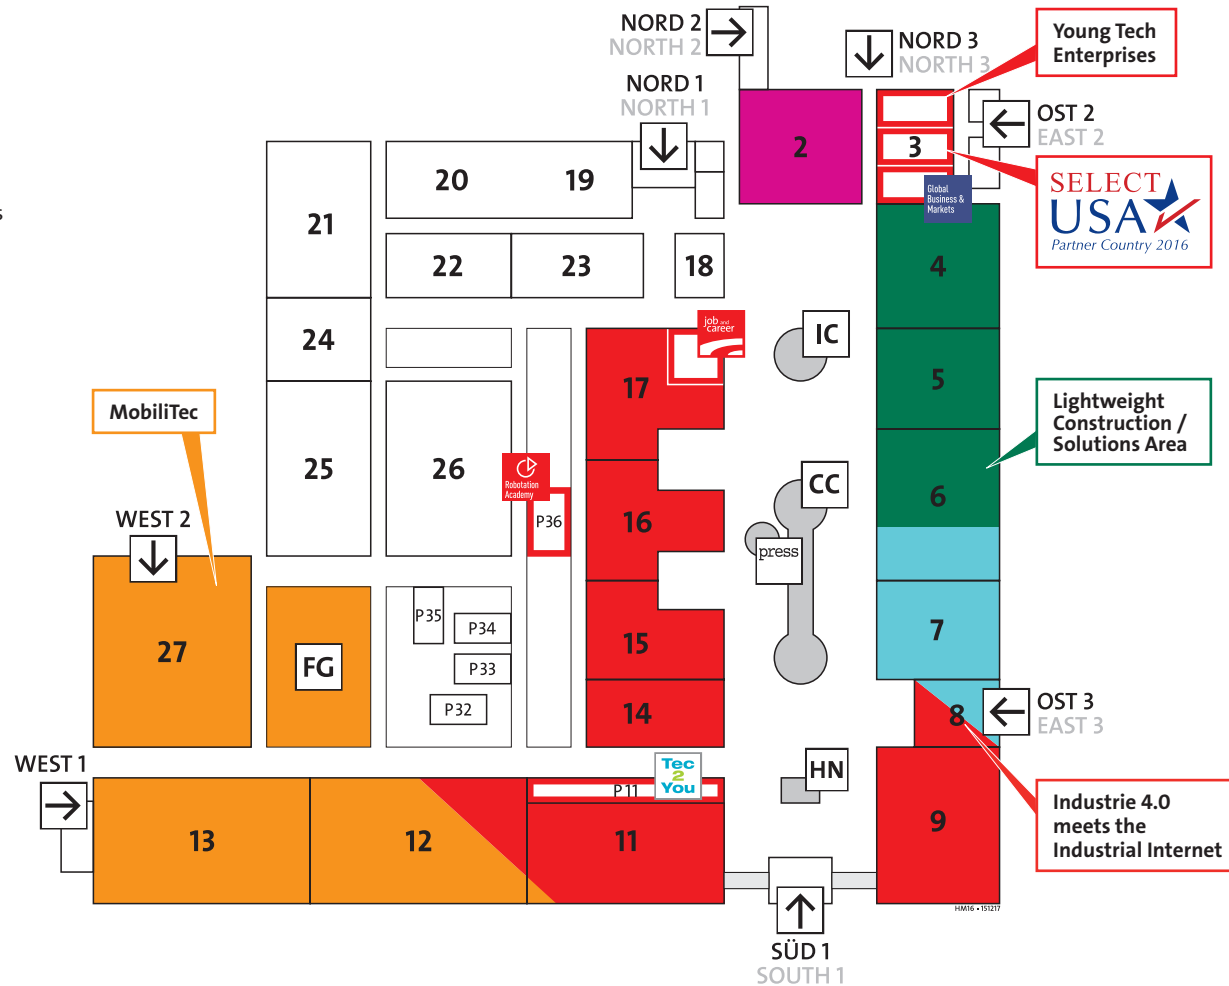 NORD 2
NORTH 2
NORD 3
NORTH 3
Young Tech
Enterprises
NORD 1
NORTH 1
OST 2
EAST 2
2
3
SELECT
USA
Partner Country 2016
Global
Business &
Markets
20
19
21
22
23
18
4
24
job and
career
IC
17
5
MobiliTec
Lightweight
Construction /
Solutions Area
25
26
Robotation
Academy
P36
CC
6
16
WEST 2
press
P35
P34
P33
P32
27
FG
15
7
14
8
OST 3
EAST 3
WEST 1
Tec
2
You
HN
P 11
13
12
11
9
Industrie 4.0
meets the
Industrial Internet
HM16 • 151217
SÜD 1
SOUTH 1